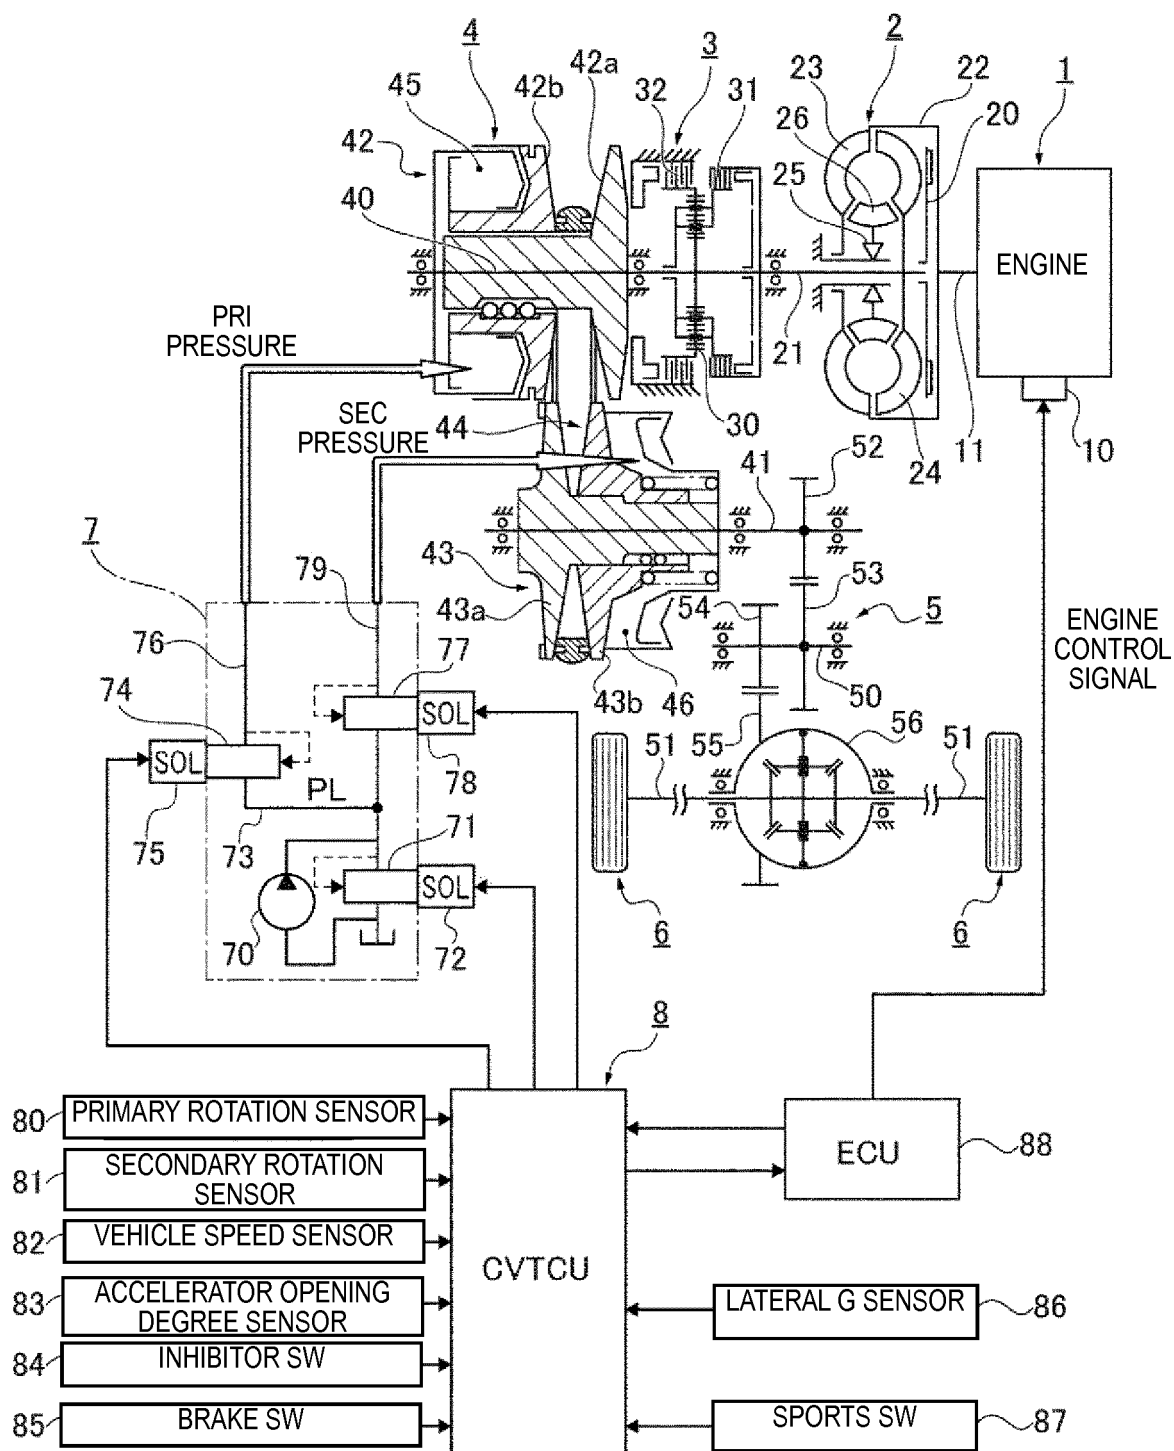 4
42a
42b
45
42
40
3
32
31
2
23
22
26
20
25
1
ENGINE
PRI
PRESSURE
SEC
PRESSURE
44
30
21
24
11
10
52
41
7
79
43
43a
54
53
5
50
76
77
74
SOL
SOL
78
43b
46
55
56
51
51
ENGINE
CONTROL
SIGNAL
75
PL
73
71
SOL
70
72
6
6
8
80
PRIMARY ROTATION SENSOR
81
SECONDARY ROTATION
SENSOR
82
VEHICLE SPEED SENSOR
83
ACCELERATOR OPENING
DEGREE SENSOR
84
INHIBITOR SW
85
BRAKE SW
CVTCU
ECU
88
LATERAL G SENSOR
86
SPORTS SW
87